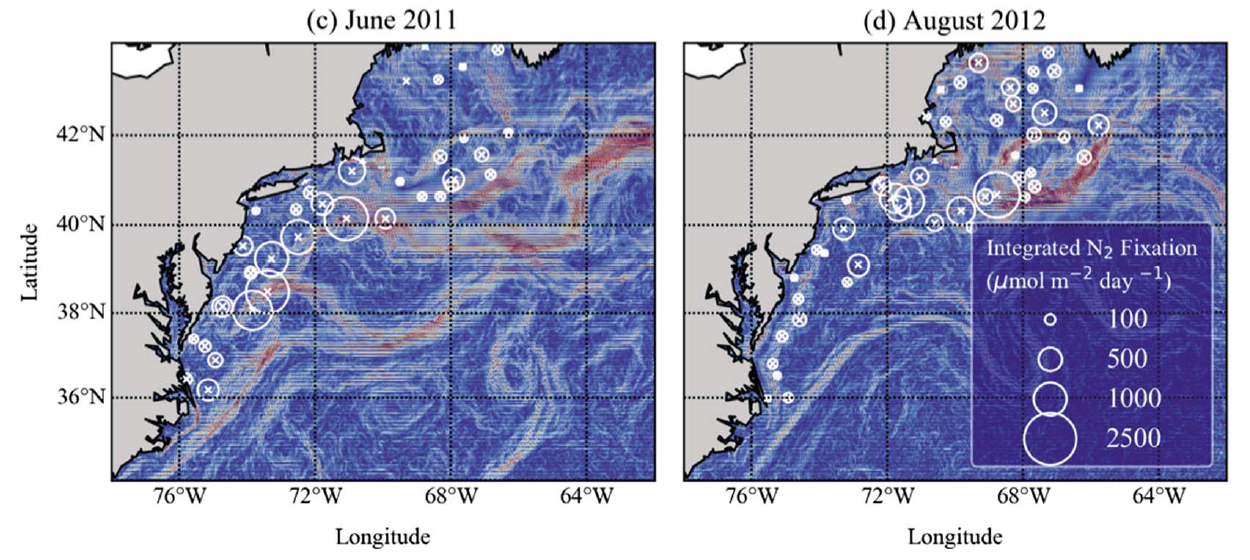 (c) June 2011
(d) August 2012
42°N
40°N
38°N
36°N
Latitude
Integrated N₂ Fixation
(μmol m⁻² day⁻¹)
100
500
1000
2500
76°W 72°W 68°W 64°W
76°W 72°W 68°W 64°W
Longitude
Longitude